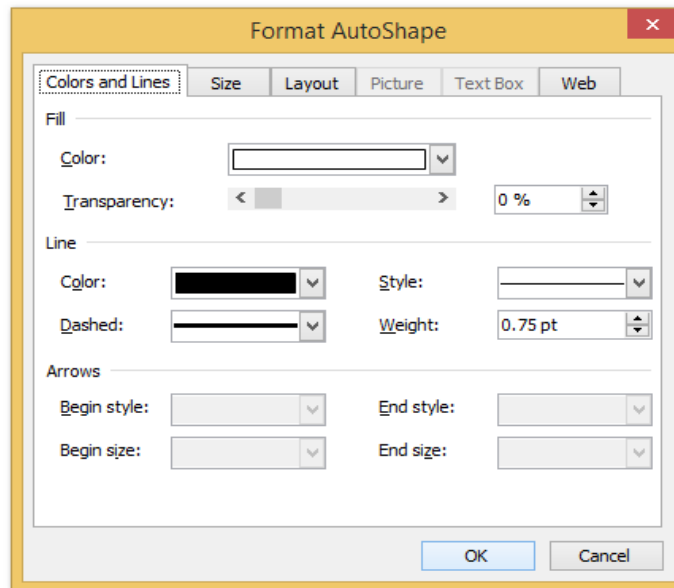 Format AutoShape
Colors and Lines Size Layout Picture Text Box Web
Fill
Color:
Transparency: 0 %
Line
Color: Style:
Dashed: Weight: 0.75 pt
Arrows
Begin style: End style:
Begin size: End size:
OK Cancel